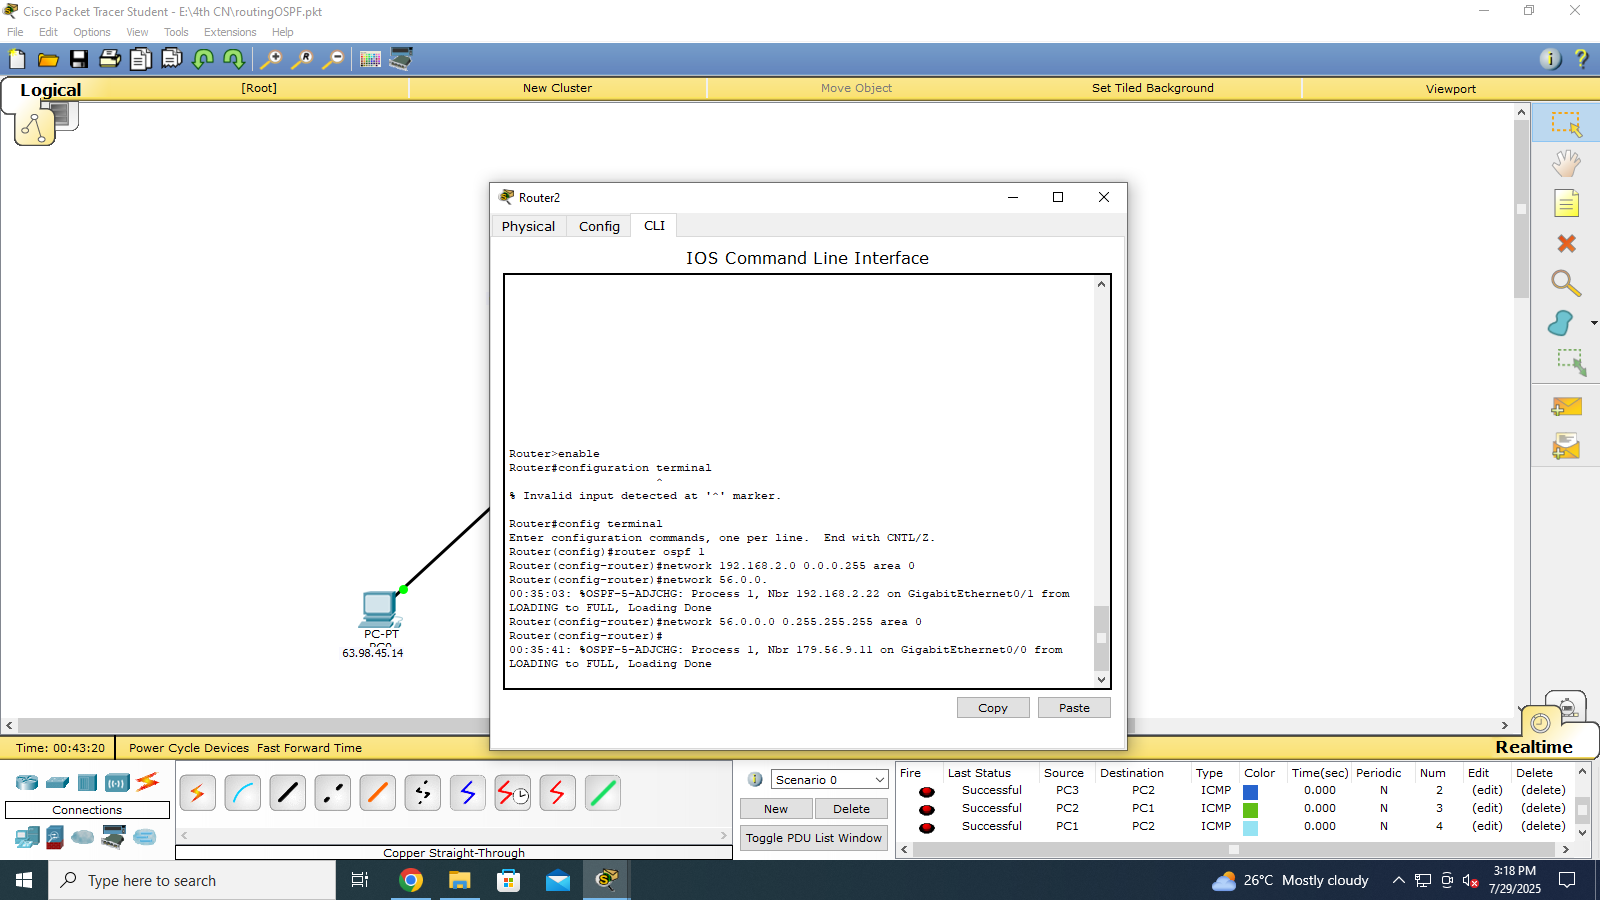 Cisco Packet Tracer Student - E:\4th CN\routingOSPF.pkt
File Edit Options View Tools Extensions Help
Logical [Root] New Cluster Move Object Set Tiled Background Viewport
Router2
Physical Config CLI
IOS Command Line Interface
Router>enable
Router#configuration terminal
^
% Invalid input detected at '^' marker.
Router#config terminal
Enter configuration commands, one per line.  End with CNTL/Z.
Router(config)#router ospf 1
Router(config-router)#network 192.168.2.0 0.0.0.255 area 0
Router(config-router)#network 56.0.0.
00:35:03: %OSPF-5-ADJCHG: Process 1, Nbr 192.168.2.22 on GigabitEthernet0/1 from
LOADING to FULL, Loading Done
Router(config-router)#network 56.0.0.0 0.255.255.255 area 0
Router(config-router)#
00:35:41: %OSPF-5-ADJCHG: Process 1, Nbr 179.56.9.11 on GigabitEthernet0/0 from
LOADING to FULL, Loading Done
Copy Paste
PC-PT
PC0
63.98.45.14
Time: 00:43:20 Power Cycle Devices Fast Forward Time
Realtime
Connections
Copper Straight-Through
Scenario 0
New Delete
Toggle PDU List Window
Fire Last Status Source Destination Type Color Time(sec) Periodic Num Edit Delete
Successful PC3 PC2 ICMP 0.000 N 2 (edit) (delete)
Successful PC2 PC1 ICMP 0.000 N 3 (edit) (delete)
Successful PC1 PC2 ICMP 0.000 N 4 (edit) (delete)
Type here to search
26°C Mostly cloudy
3:18 PM
7/29/2025